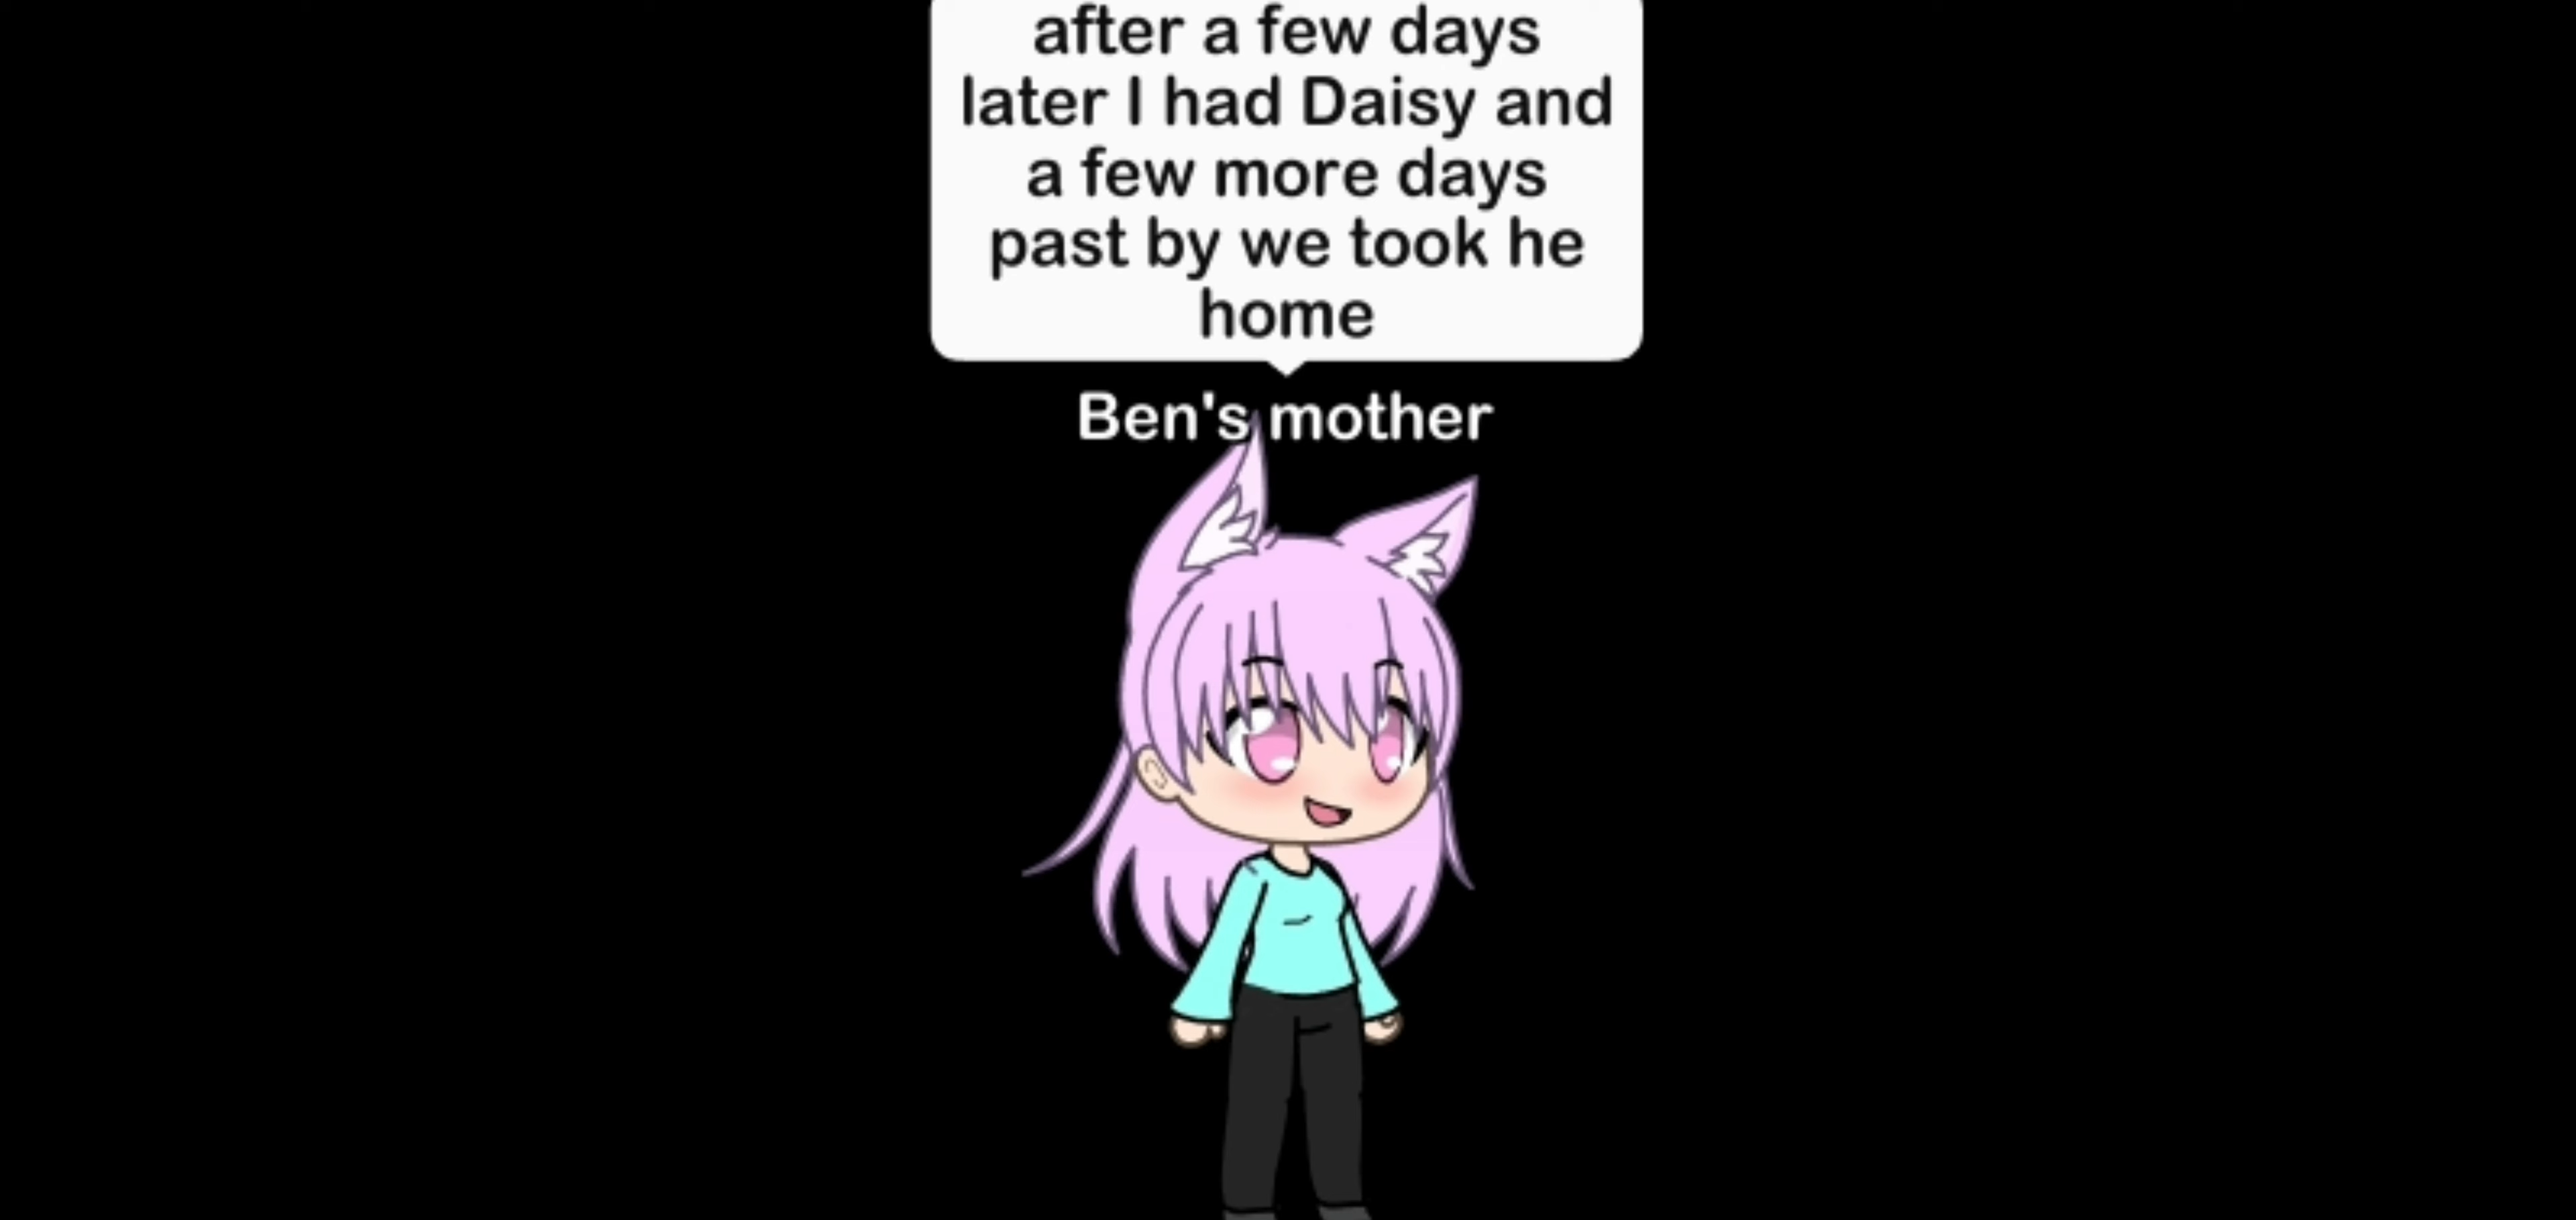 after a few days
later I had Daisy and
a few more days
past by we took he
home
Ben's mother